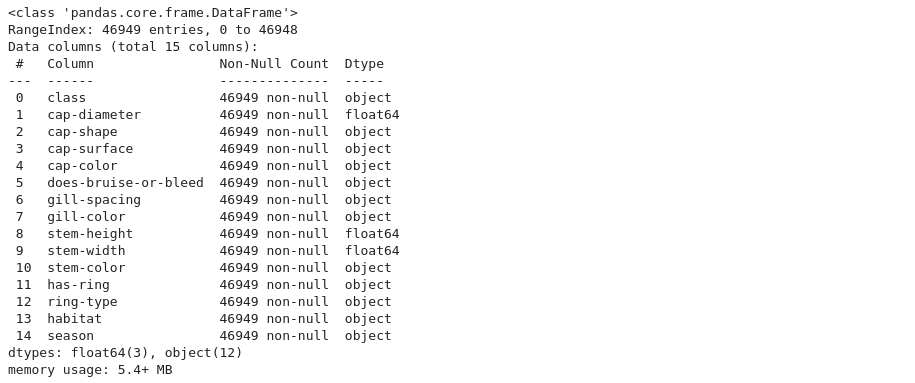 <class 'pandas.core.frame.DataFrame'>
RangeIndex: 46949 entries, 0 to 46948
Data columns (total 15 columns):
 #   Column                Non-Null Count  Dtype
---  ------                --------------  -----
 0   class                 46949 non-null  object
 1   cap-diameter          46949 non-null  float64
 2   cap-shape             46949 non-null  object
 3   cap-surface           46949 non-null  object
 4   cap-color             46949 non-null  object
 5   does-bruise-or-bleed  46949 non-null  object
 6   gill-spacing          46949 non-null  object
 7   gill-color            46949 non-null  object
 8   stem-height           46949 non-null  float64
 9   stem-width            46949 non-null  float64
 10  stem-color            46949 non-null  object
 11  has-ring              46949 non-null  object
 12  ring-type             46949 non-null  object
 13  habitat               46949 non-null  object
 14  season                46949 non-null  object
dtypes: float64(3), object(12)
memory usage: 5.4+ MB